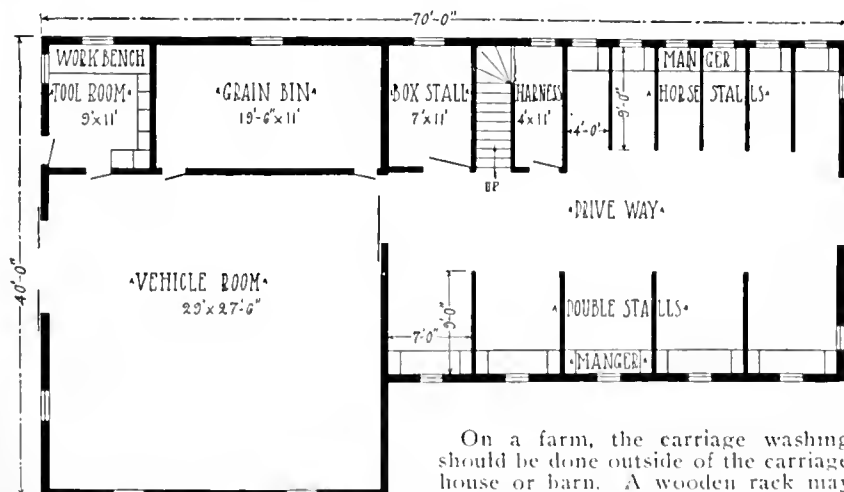 70'-0"
WORK BENCH
TOOL ROOM
9'x11'
GRAIN BIN
19'-6"x11'
BOX STALL
7'x11'
UP
HARNESS
4'x11'
MANGER
HORSE STALLS
4'-0"
9'-0"
DRIVE WAY
40'-0"
VEHICLE ROOM
29'x27'-6"
DOUBLE STALLS
7'-0"
9'-0"
MANGER
On a farm, the carriage washing
should be done outside of the carriage
house or barn. A wooden rack may